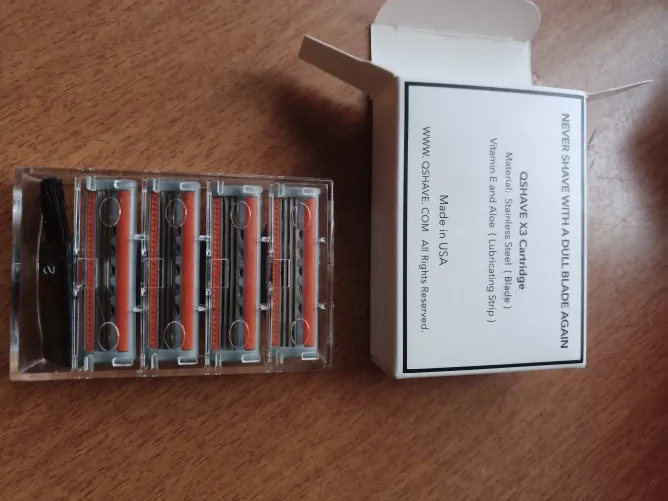 NEVER SHAVE WITH A DULL BLADE AGAIN
QSHAVE X3 Cartridge
Material: Stainless Steel ( Blade )
Vitamin E and Aloe ( Lubricating Strip )
Made in USA
WWW. QSHAVE. COM All Rights Reserved.
2